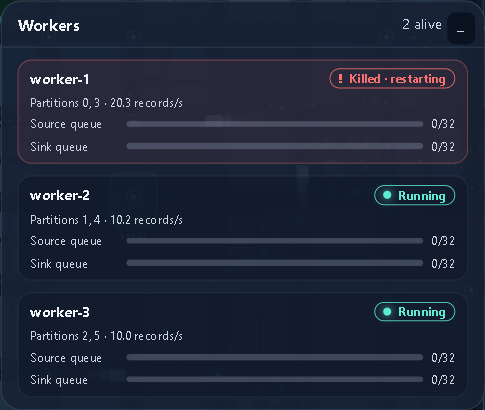 Workers
2 alive _
worker-1
! Killed · restarting
Partitions 0, 3 · 20.3 records/s
Source queue 0/32
Sink queue 0/32
worker-2
Running
Partitions 1, 4 · 10.2 records/s
Source queue 0/32
Sink queue 0/32
worker-3
Running
Partitions 2, 5 · 10.0 records/s
Source queue 0/32
Sink queue 0/32